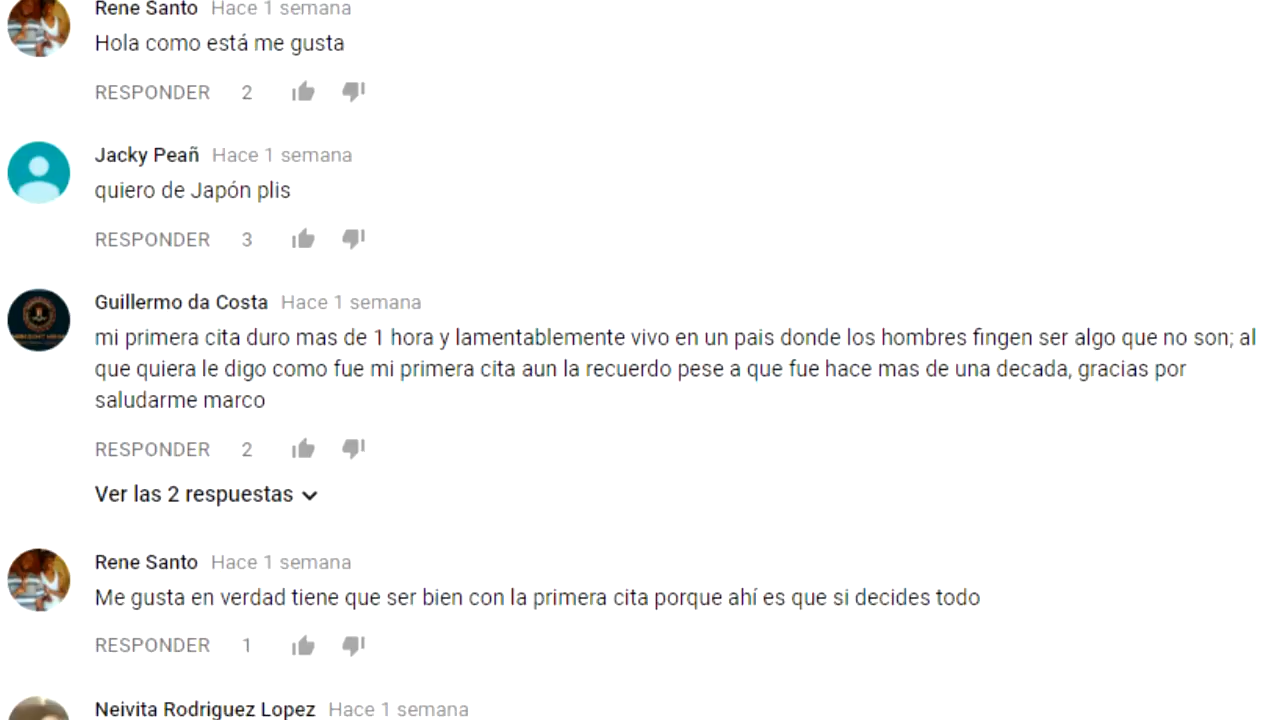 Rene Santo Hace 1 semana
Hola como está me gusta
RESPONDER 2
Jacky Peañ Hace 1 semana
quiero de Japón plis
RESPONDER 3
Guillermo da Costa Hace 1 semana
mi primera cita duro mas de 1 hora y lamentablemente vivo en un pais donde los hombres fingen ser algo que no son; al
que quiera le digo como fue mi primera cita aun la recuerdo pese a que fue hace mas de una decada, gracias por
saludarme marco
RESPONDER 2
Ver las 2 respuestas
Rene Santo Hace 1 semana
Me gusta en verdad tiene que ser bien con la primera cita porque ahí es que si decides todo
RESPONDER 1
Neivita Rodriguez Lopez Hace 1 semana